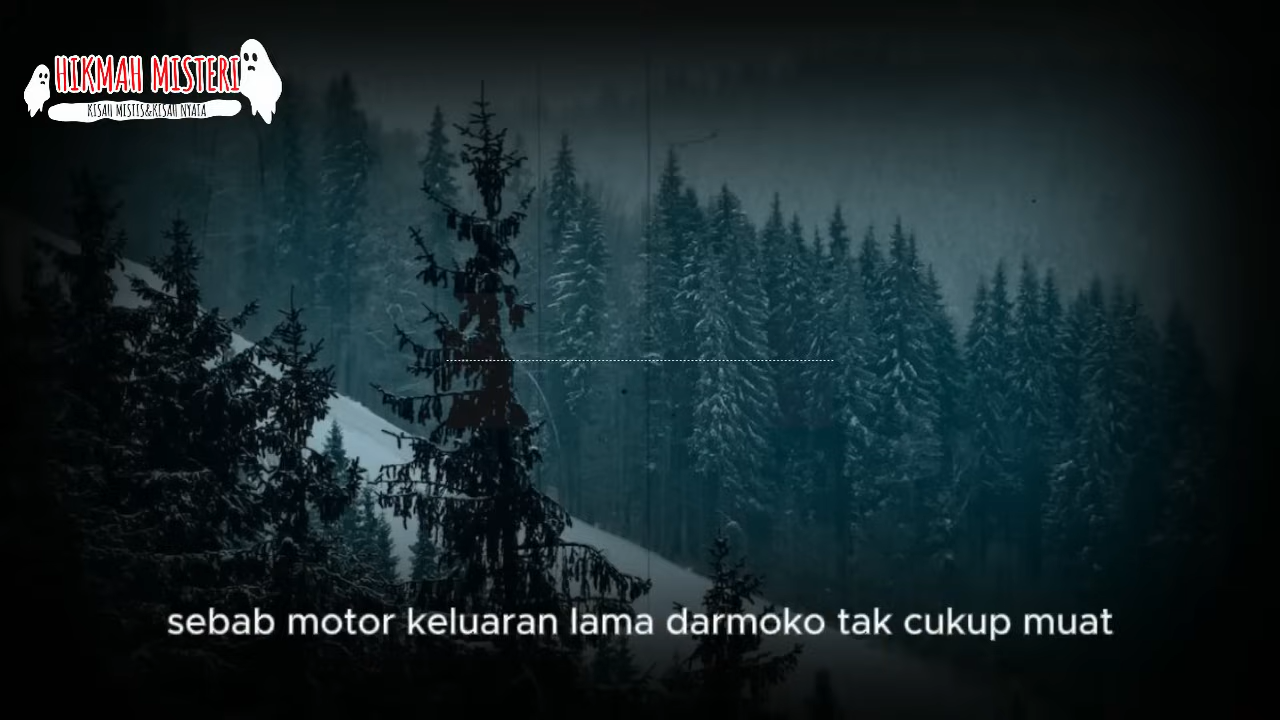 HIKMAH MISTERI
KISAH MISTIS&KISAH NYATA
sebab motor keluaran lama darmoko tak cukup muat